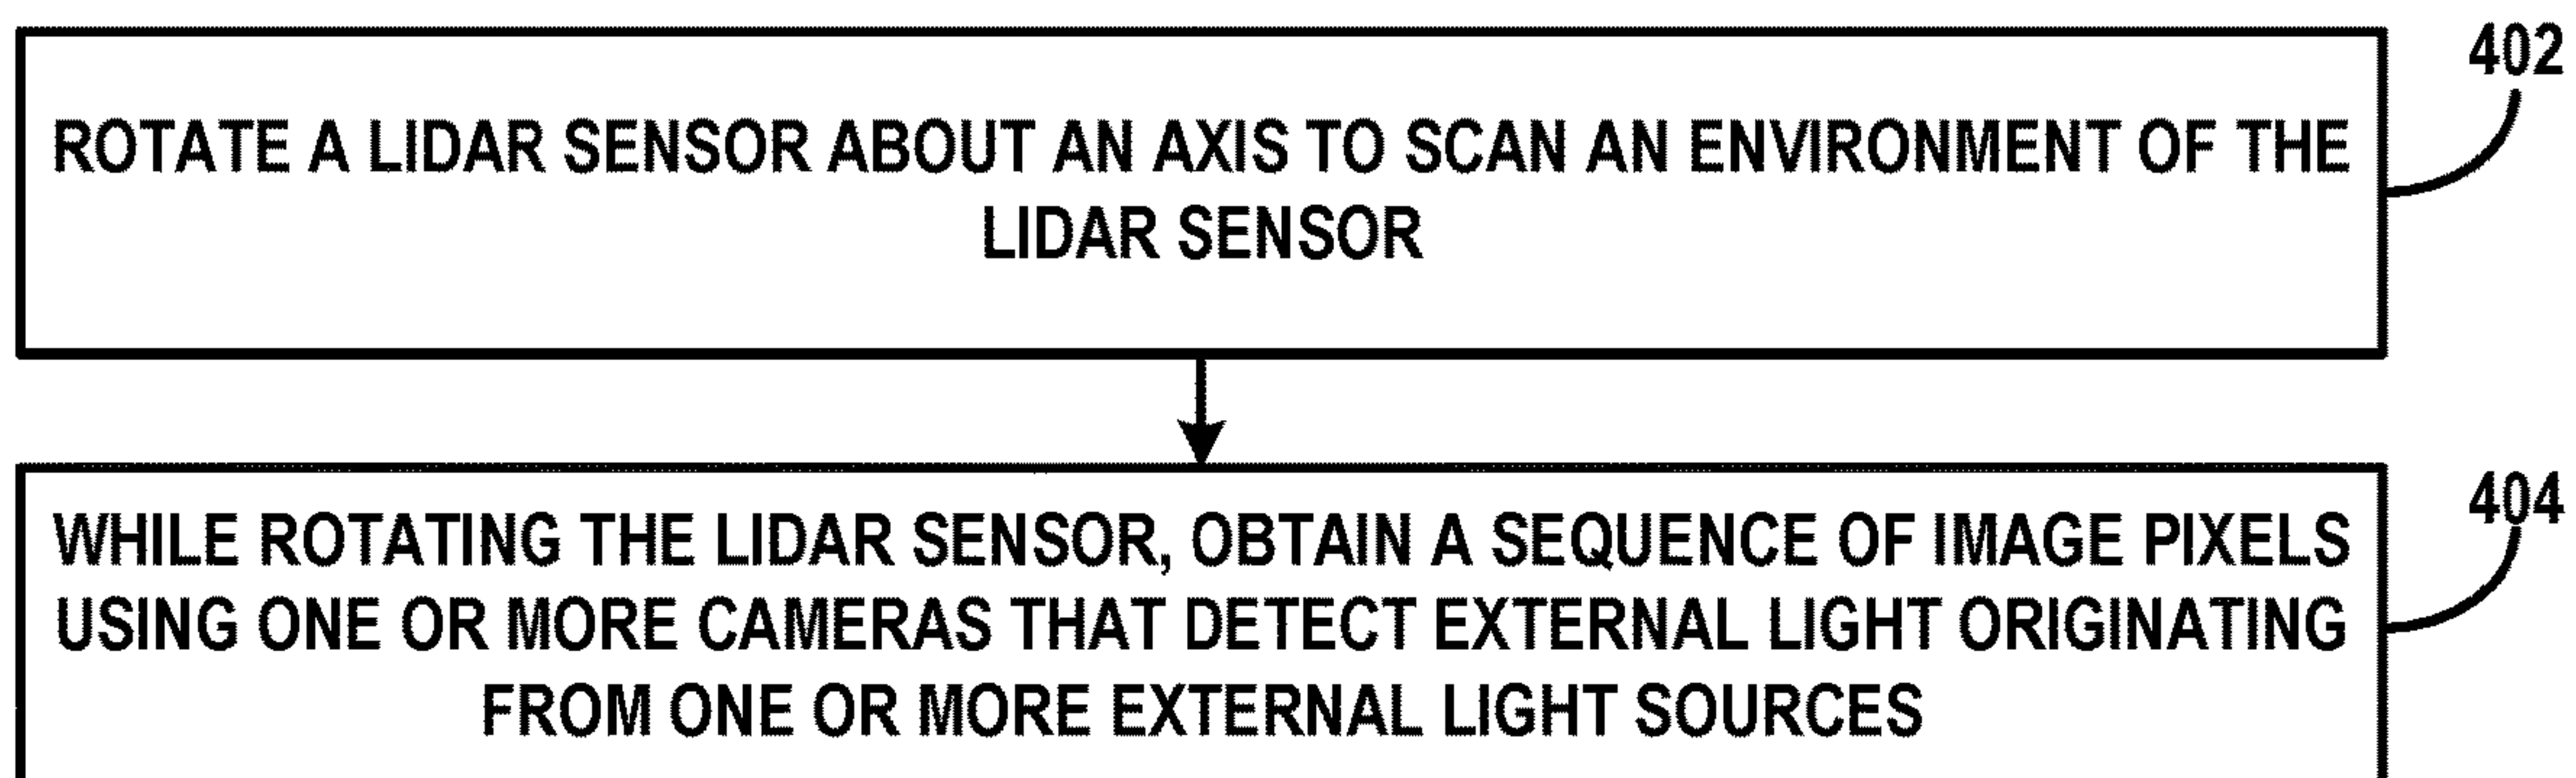 402
ROTATE A LIDAR SENSOR ABOUT AN AXIS TO SCAN AN ENVIRONMENT OF THE
LIDAR SENSOR
404
WHILE ROTATING THE LIDAR SENSOR, OBTAIN A SEQUENCE OF IMAGE PIXELS
USING ONE OR MORE CAMERAS THAT DETECT EXTERNAL LIGHT ORIGINATING
FROM ONE OR MORE EXTERNAL LIGHT SOURCES